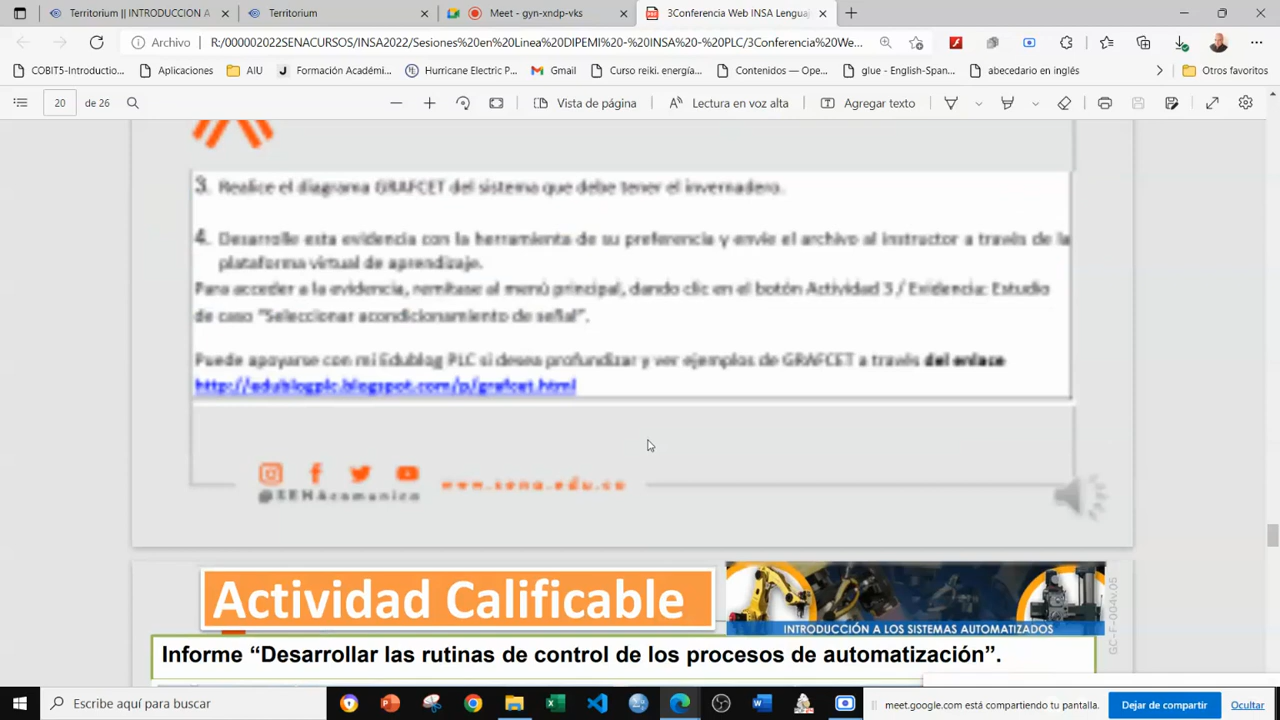 Territorium | INTRODUCCION A
Territorium
Meet - gyn-xndp-vks
3Conferencia Web INSA Lenguaj
Archivo
R:/000002022SENACURSOS/INSA2022/Sesiones%20en%20Linea%20DIPEMI%20-%20INSA%20-%20PLC/3Conferencia%20We...
COBIT5-Introductio...
Aplicaciones
AIU
Formación Académi...
Hurricane Electric P...
Gmail
Curso reiki. energía...
Contenidos — Ope...
glue - English-Span...
abecedario en inglés
Otros favoritos
20 de 26
Vista de página
Lectura en voz alta
Agregar texto
3. Realice el diagrama GRAFCET del sistema que debe tener el invernadero.
4. Desarrolle esta evidencia con la herramienta de su preferencia y envíe el archivo al instructor a través de la
plataforma virtual de aprendizaje.
Para acceder a la evidencia, remítase al menú principal, dando clic en el botón Actividad 3 / Evidencia: Estudio
de caso "Seleccionar acondicionamiento de señal".
Puede apoyarse con mi Edublog PLC si desea profundizar y ver ejemplos de GRAFCET a través del enlace
http://edublogplc.blogspot.com/p/grafcet.html
@SENAcomunica
www.sena.edu.co
Actividad Calificable
INTRODUCCIÓN A LOS SISTEMAS AUTOMATIZADOS
GC-F-004V.05
Informe “Desarrollar las rutinas de control de los procesos de automatización”.
Escribe aquí para buscar
meet.google.com está compartiendo tu pantalla.
Dejar de compartir
Ocultar